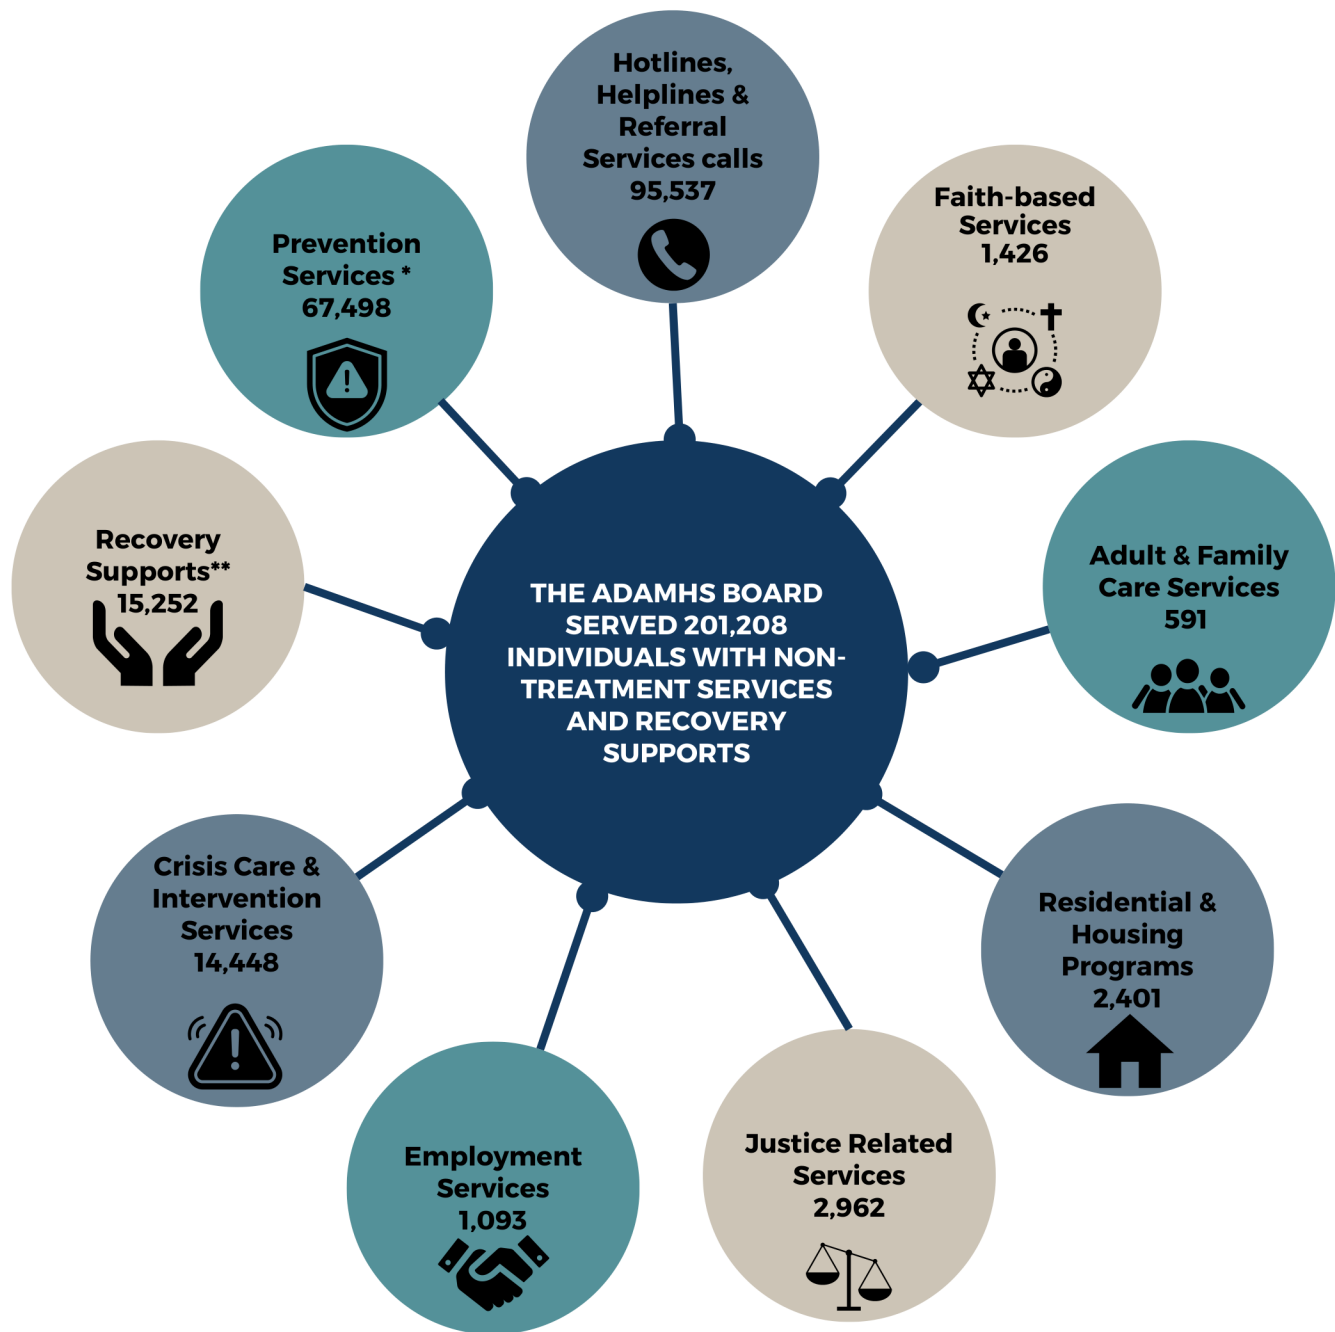 Hotlines,
Helplines &
Referral
Services calls
95,537
Faith-based
Services
1,426
Adult & Family
Care Services
591
Residential &
Housing
Programs
2,401
Justice Related
Services
2,962
Employment
Services
1,093
Crisis Care &
Intervention
Services
14,448
Recovery
Supports**
15,252
Prevention
Services *
67,498
THE ADAMHS BOARD
SERVED 201,208
INDIVIDUALS WITH NON-
TREATMENT SERVICES
AND RECOVERY
SUPPORTS